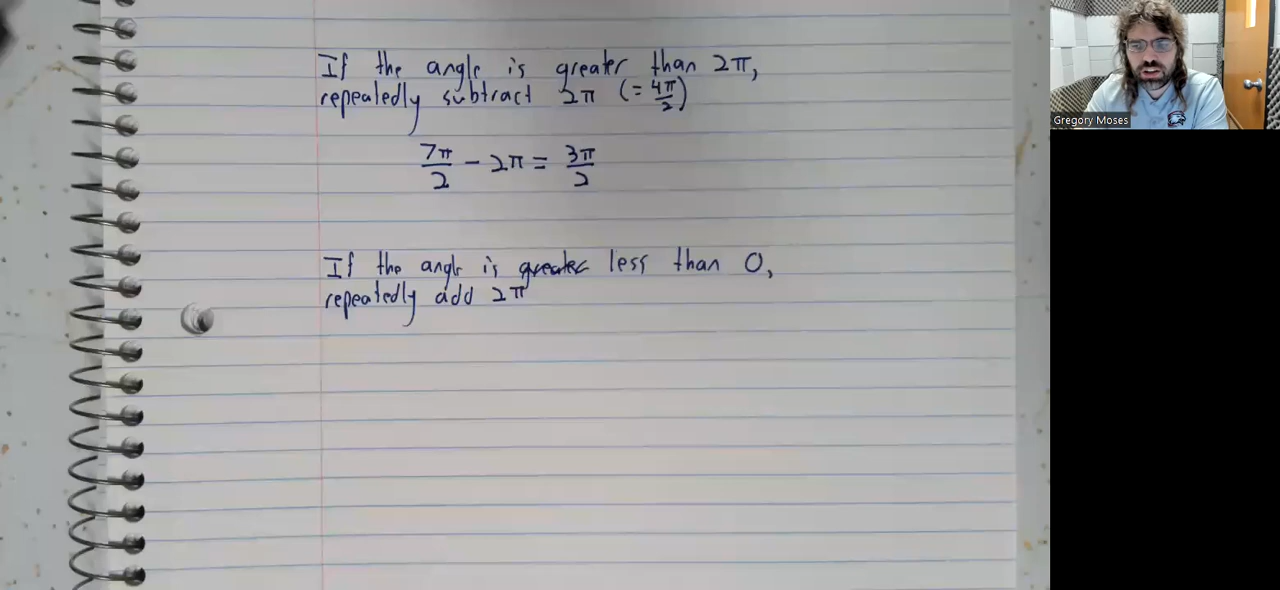 If the angle is greater than 2π,
repeatedly subtract 2π (= 4π/2)
7π/2 - 2π = 3π/2
If the angle is greater less than 0,
repeatedly add 2π
Gregory Moses